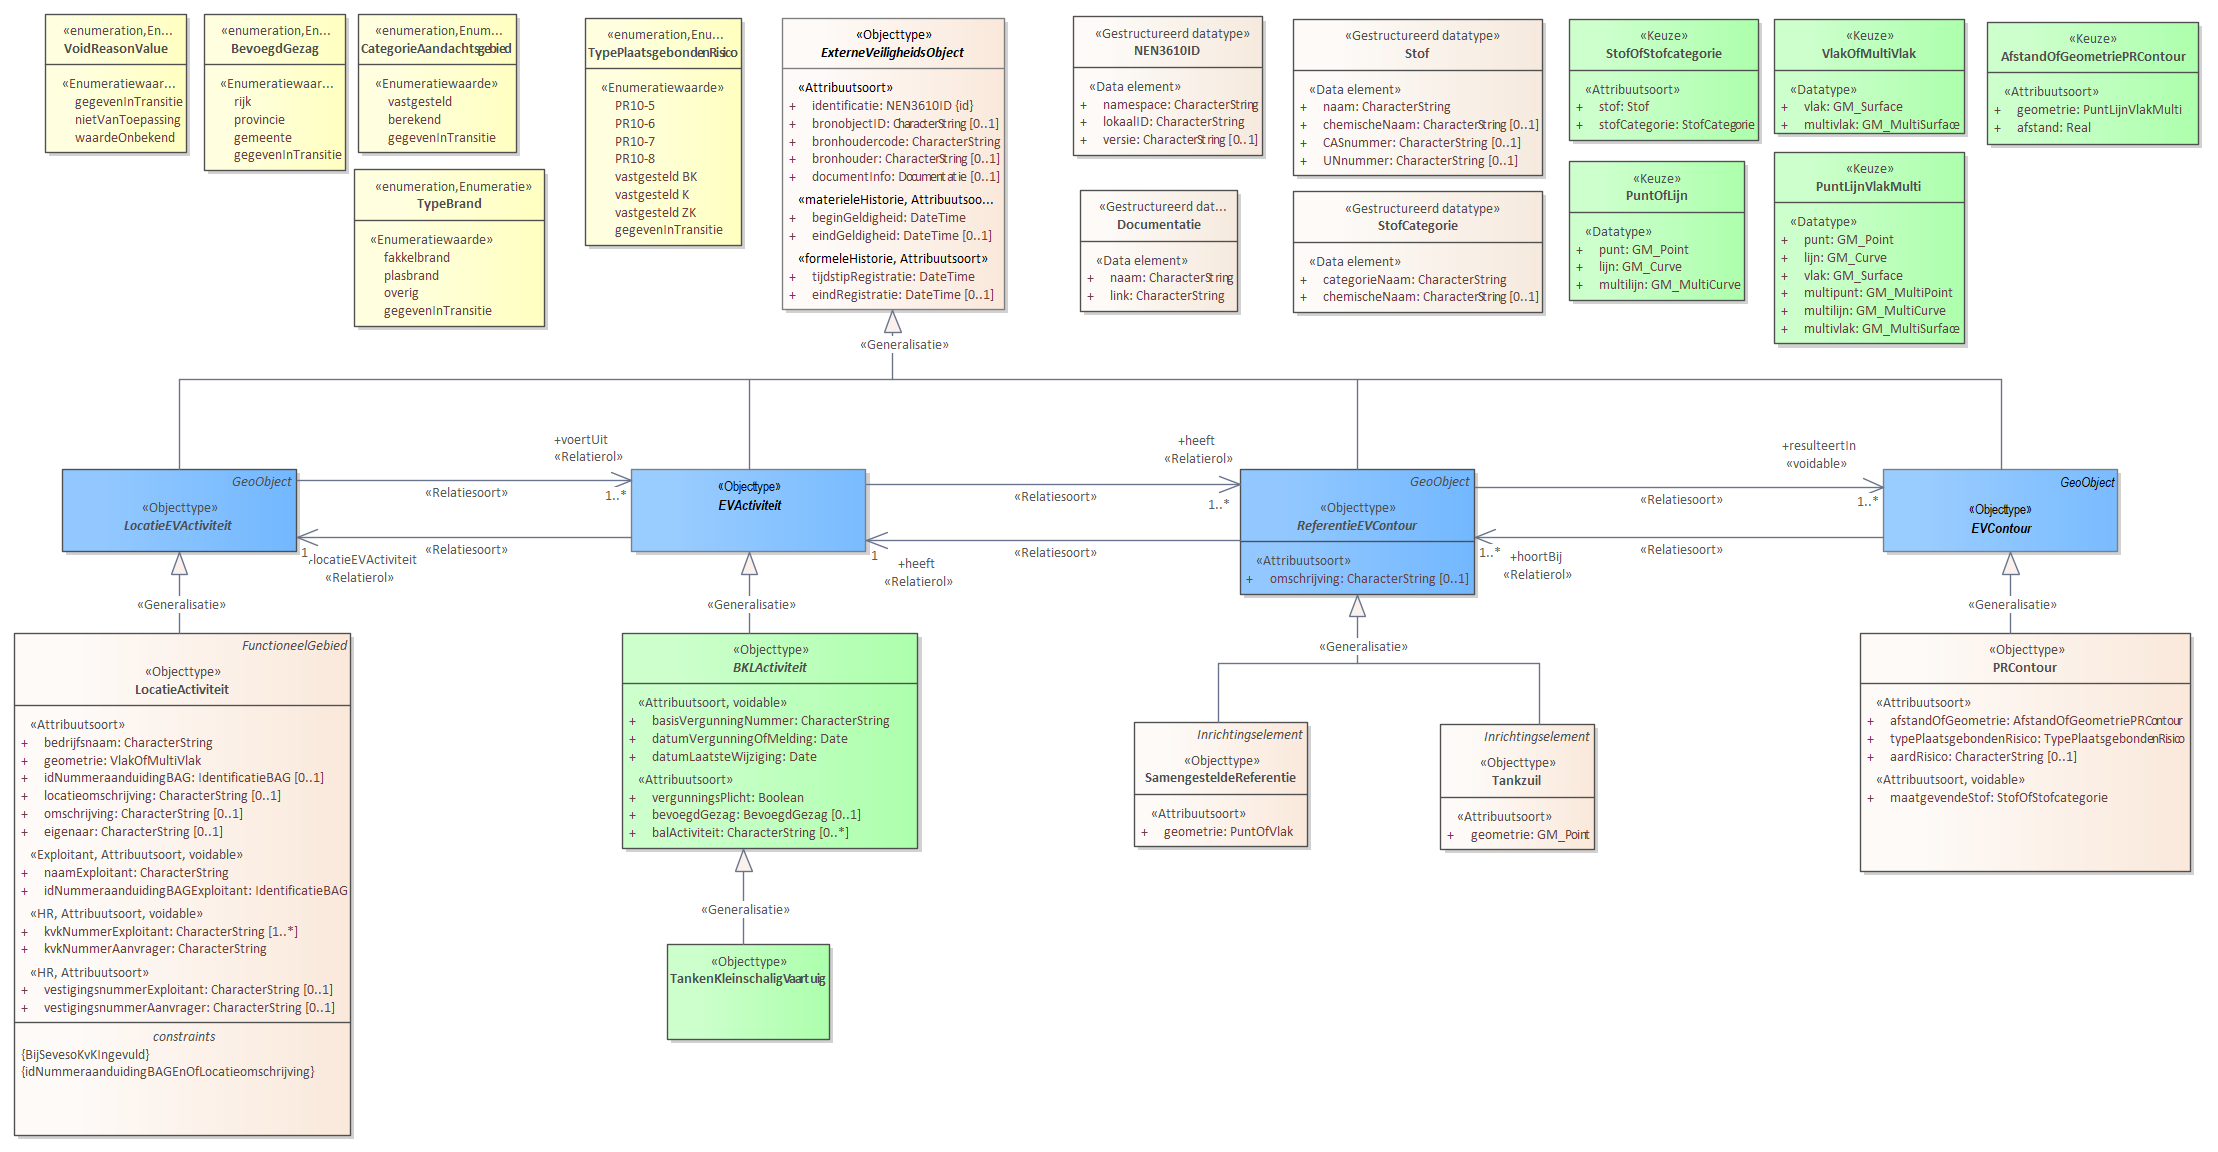 «enumeration,En...
VoidReasonValue
«Enumeratiewaar...
gegevenInTransitie
nietVanToepassing
waardeOnbekend
«enumeration,En...
BevoegdGezag
«Enumeratiewaar...
rijk
provincie
gemeente
gegevenInTransitie
«enumeration,Enum...
CategorieAandachtsgebied
«Enumeratiewaarde»
vastgesteld
berekend
gegevenInTransitie
«enumeration,Enumeratie»
TypeBrand
«Enumeratiewaarde»
fakkelbrand
plasbrand
overig
gegevenInTransitie
«enumeration,Enu...
TypePlaatsgebondenRisico
«Enumeratiewaarde»
PR10-5
PR10-6
PR10-7
PR10-8
vastgesteld BK
vastgesteld K
vastgesteld ZK
gegevenInTransitie
«Objecttype»
ExterneVeiligheidsObject
«Attribuutsoort»
+ identificatie: NEN3610ID {id}
+ bronobjectID: CharacterString [0..1]
+ bronhoudercode: CharacterString
+ bronhouder: CharacterString [0..1]
+ documentInfo: Documentatie [0..1]
«materieleHistorie, Attribuutsoo...
+ beginGeldigheid: DateTime
+ eindGeldigheid: DateTime [0..1]
«formeleHistorie, Attribuutsoort»
+ tijdstipRegistratie: DateTime
+ eindRegistratie: DateTime [0..1]
«Gestructureerd datatype»
NEN3610ID
«Data element»
+ namespace: CharacterString
+ lokaalID: CharacterString
+ versie: CharacterString [0..1]
«Gestructureerd dat...
Documentatie
«Data element»
+ naam: CharacterString
+ link: CharacterString
«Gestructureerd datatype»
Stof
«Data element»
+ naam: CharacterString
+ chemischeNaam: CharacterString [0..1]
+ CASnummer: CharacterString [0..1]
+ UNnummer: CharacterString [0..1]
«Gestructureerd datatype»
StofCategorie
«Data element»
+ categorieNaam: CharacterString
+ chemischeNaam: CharacterString [0..1]
«Keuze»
StofOfStofcategorie
«Attribuutsoort»
+ stof: Stof
+ stofCategorie: StofCategorie
«Keuze»
PuntOfLijn
«Datatype»
+ punt: GM_Point
+ lijn: GM_Curve
+ multilijn: GM_MultiCurve
«Keuze»
VlakOfMultiVlak
«Datatype»
+ vlak: GM_Surface
+ multivlak: GM_MultiSurface
«Keuze»
PuntLijnVlakMulti
«Datatype»
+ punt: GM_Point
+ lijn: GM_Curve
+ vlak: GM_Surface
+ multipunt: GM_MultiPoint
+ multilijn: GM_MultiCurve
+ multivlak: GM_MultiSurface
«Keuze»
AfstandOfGeometriePRContour
«Attribuutsoort»
+ geometrie: PuntLijnVlakMulti
+ afstand: Real
«Generalisatie»
GeoObject
«Objecttype»
LocatieEVActiviteit
+voertUit
«Relatierol»
1..*
«Relatiesoort»
«Relatiesoort»
1
-locatieEVActiviteit
«Relatierol»
«Objecttype»
EVActiviteit
+heeft
«Relatierol»
1..*
«Relatiesoort»
«Relatiesoort»
1
+heeft
«Relatierol»
GeoObject
«Objecttype»
ReferentieEVContour
«Attribuutsoort»
+ omschrijving: CharacterString [0..1]
+resulteertIn
«voidable»
1..*
«Relatiesoort»
«Relatiesoort»
1..*
+hoortBij
«Relatierol»
GeoObject
«Objecttype»
EVContour
«Generalisatie»
«Generalisatie»
«Generalisatie»
«Generalisatie»
FunctioneelGebied
«Objecttype»
LocatieActiviteit
«Attribuutsoort»
+ bedrijfsnaam: CharacterString
+ geometrie: VlakOfMultiVlak
+ idNummeraanduidingBAG: IdentificatieBAG [0..1]
+ locatieomschrijving: CharacterString [0..1]
+ omschrijving: CharacterString [0..1]
+ eigenaar: CharacterString [0..1]
«Exploitant, Attribuutsoort, voidable»
+ naamExploitant: CharacterString
+ idNummeraanduidingBAGExploitant: IdentificatieBAG
«HR, Attribuutsoort, voidable»
+ kvkNummerExploitant: CharacterString [1..*]
+ kvkNummerAanvrager: CharacterString
«HR, Attribuutsoort»
+ vestigingsnummerExploitant: CharacterString [0..1]
+ vestigingsnummerAanvrager: CharacterString [0..1]
constraints
{BijSevesoKvKIngevuld}
{idNummeraanduidingBAGEnOfLocatieomschrijving}
«Objecttype»
BKLActiviteit
«Attribuutsoort, voidable»
+ basisVergunningNummer: CharacterString
+ datumVergunningOfMelding: Date
+ datumLaatsteWijziging: Date
«Attribuutsoort»
+ vergunningsPlicht: Boolean
+ bevoegdGezag: BevoegdGezag [0..1]
+ balActiviteit: CharacterString [0..*]
«Generalisatie»
«Objecttype»
TankenKleinschaligVaartuig
Inrichtingselement
«Objecttype»
SamengesteldeReferentie
«Attribuutsoort»
+ geometrie: PuntOfVlak
Inrichtingselement
«Objecttype»
Tankzuil
«Attribuutsoort»
+ geometrie: GM_Point
«Objecttype»
PRContour
«Attribuutsoort»
+ afstandOfGeometrie: AfstandOfGeometriePRContour
+ typePlaatsgebondenRisico: TypePlaatsgebondenRisico
+ aardRisico: CharacterString [0..1]
«Attribuutsoort, voidable»
+ maatgevendeStof: StofOfStofcategorie